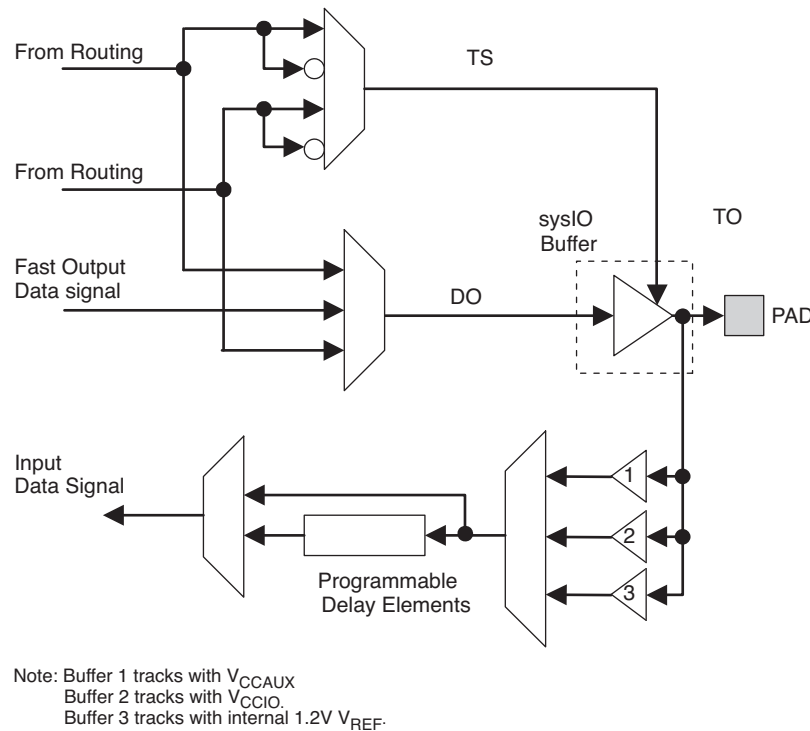 From Routing
TS
From Routing
sysIO
Buffer
TO
Fast Output
Data signal
DO
PAD
Input
Data Signal
1
2
3
Programmable
Delay Elements
Note: Buffer 1 tracks with VCCAUX
Buffer 2 tracks with VCCIO.
Buffer 3 tracks with internal 1.2V VREF.